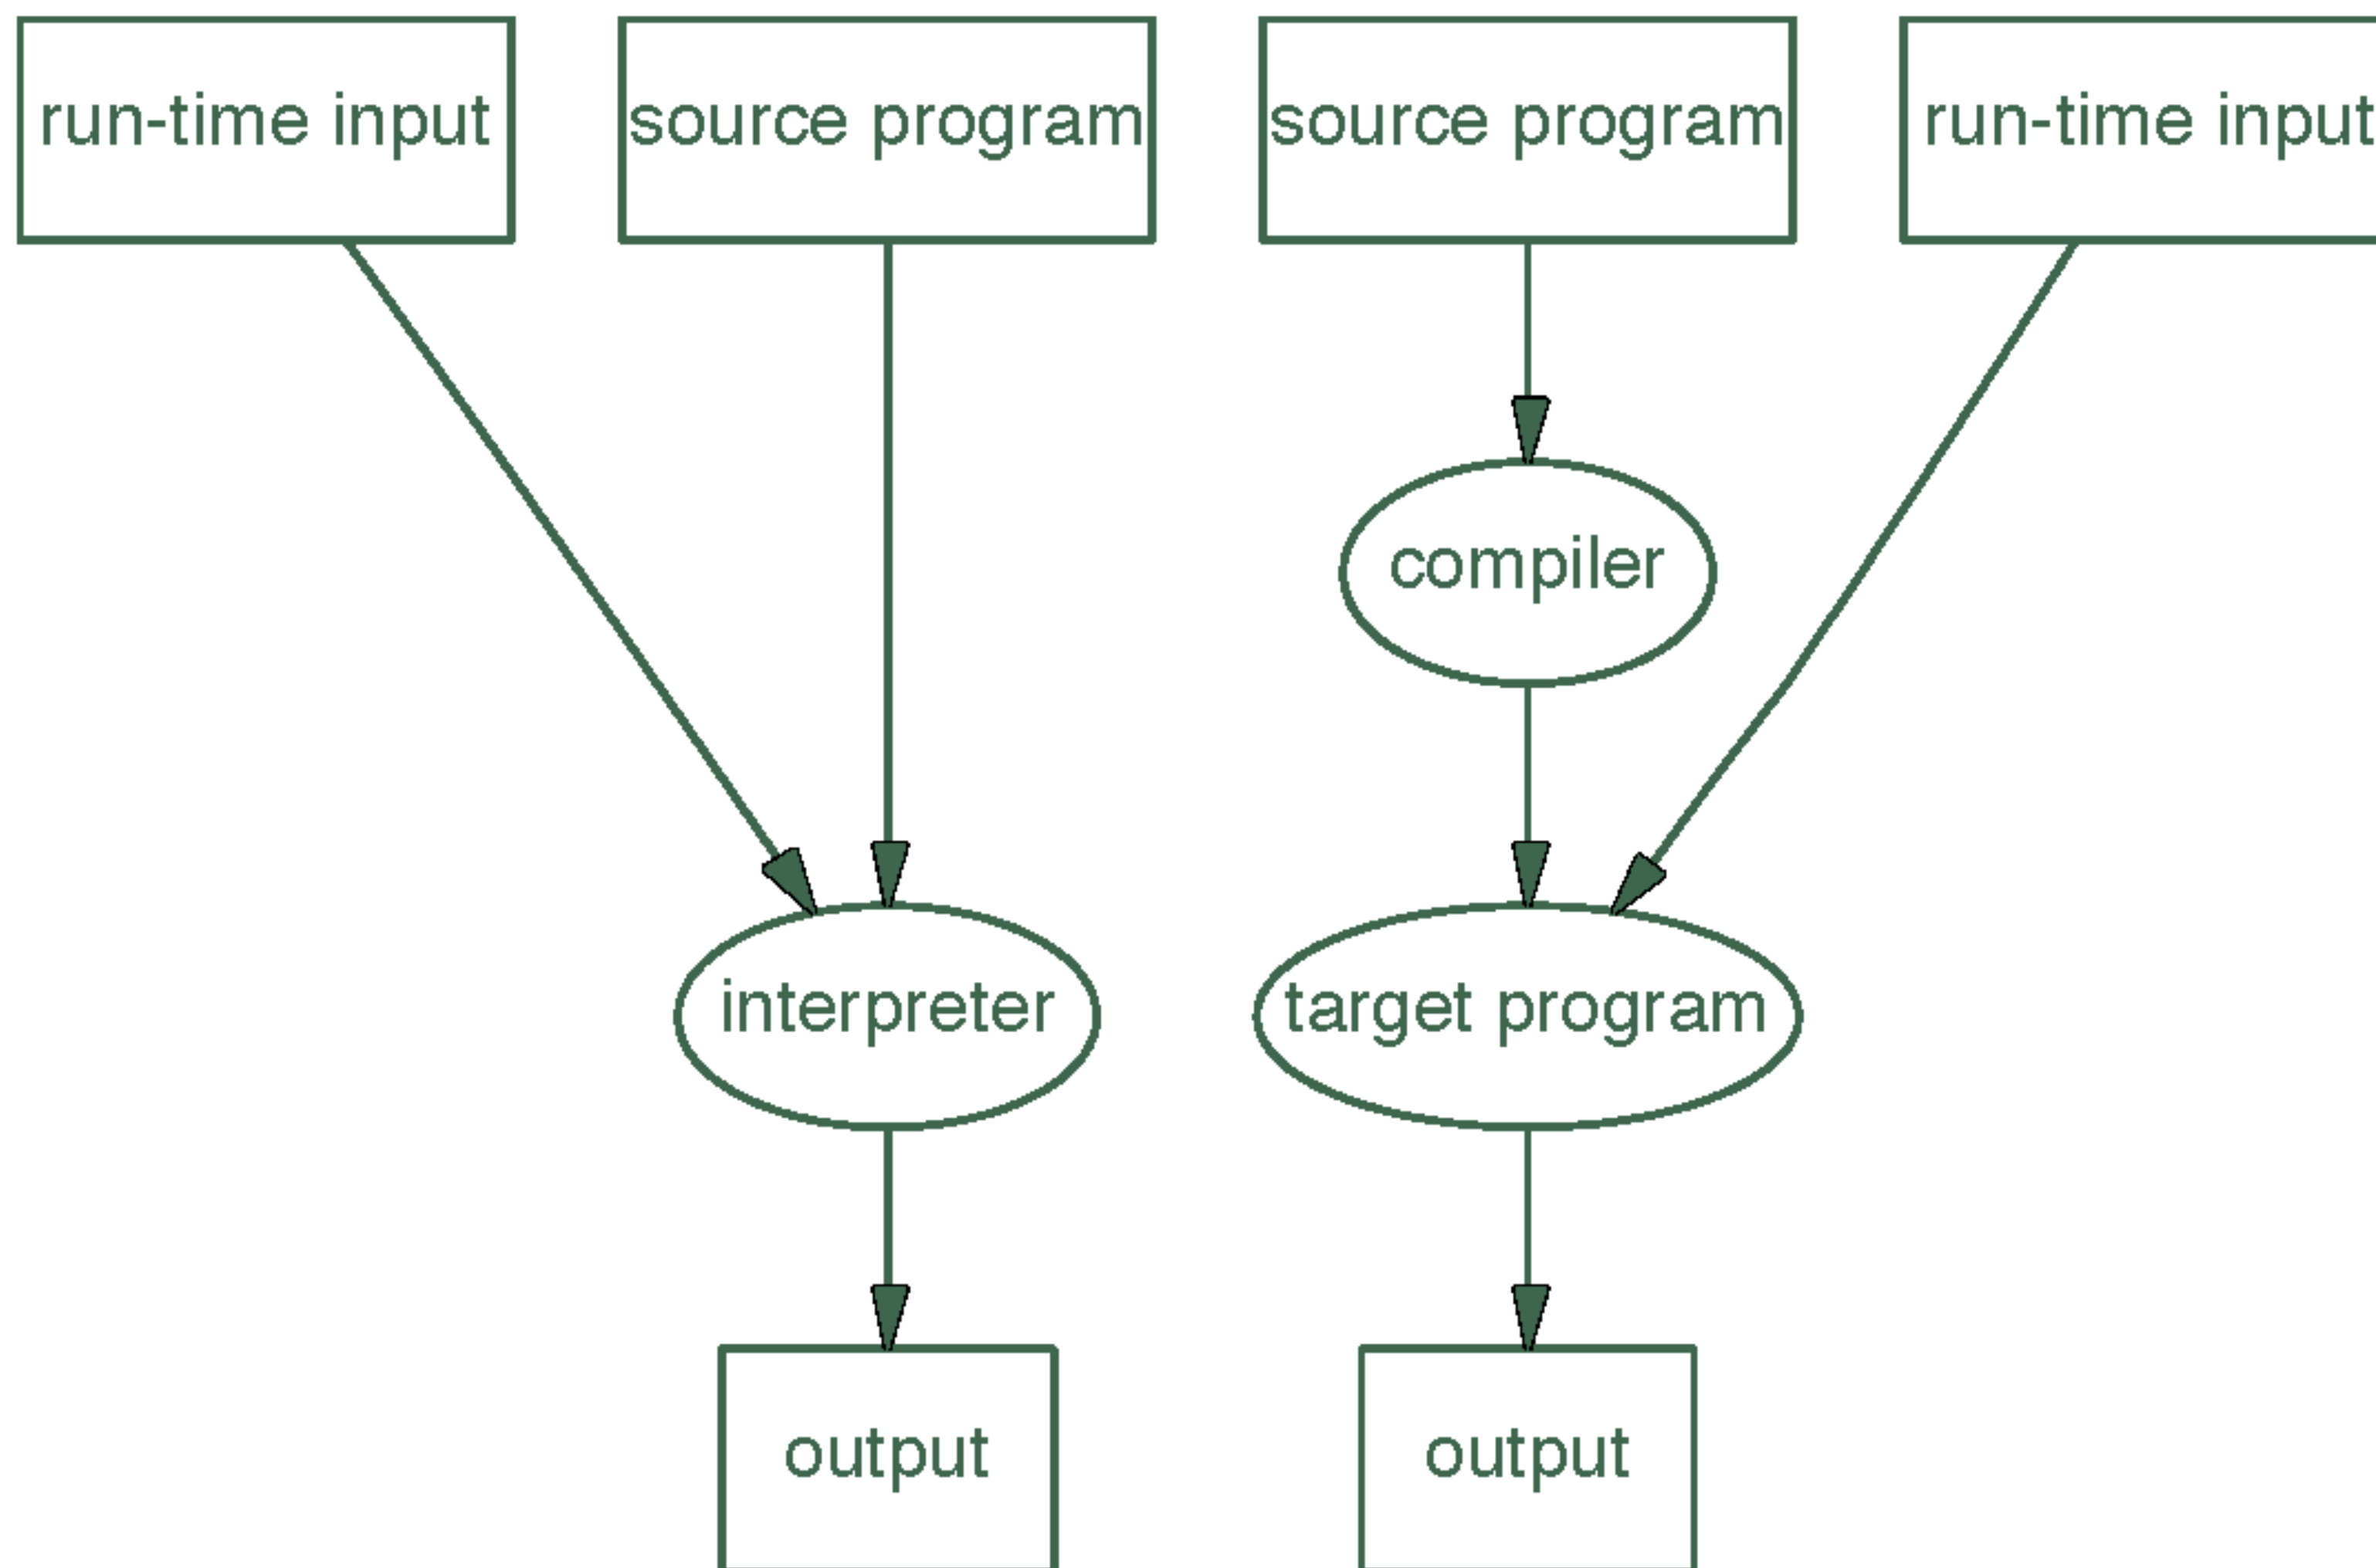 run-time input
source program
source program
run-time input
compiler
interpreter
target program
output
output